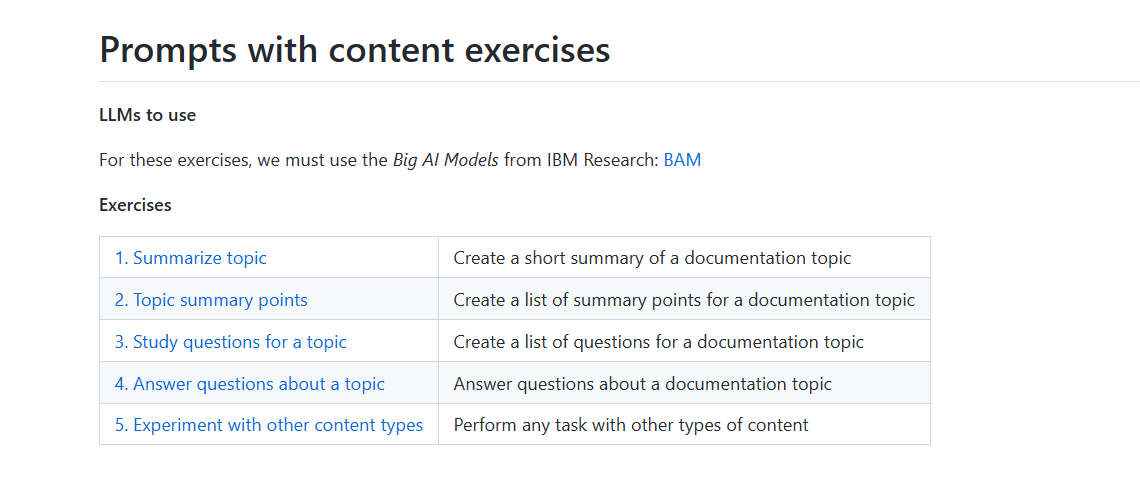 Prompts with content exercises
LLMs to use
For these exercises, we must use the Big AI Models from IBM Research: BAM
Exercises
1. Summarize topic Create a short summary of a documentation topic
2. Topic summary points Create a list of summary points for a documentation topic
3. Study questions for a topic Create a list of questions for a documentation topic
4. Answer questions about a topic Answer questions about a documentation topic
5. Experiment with other content types Perform any task with other types of content